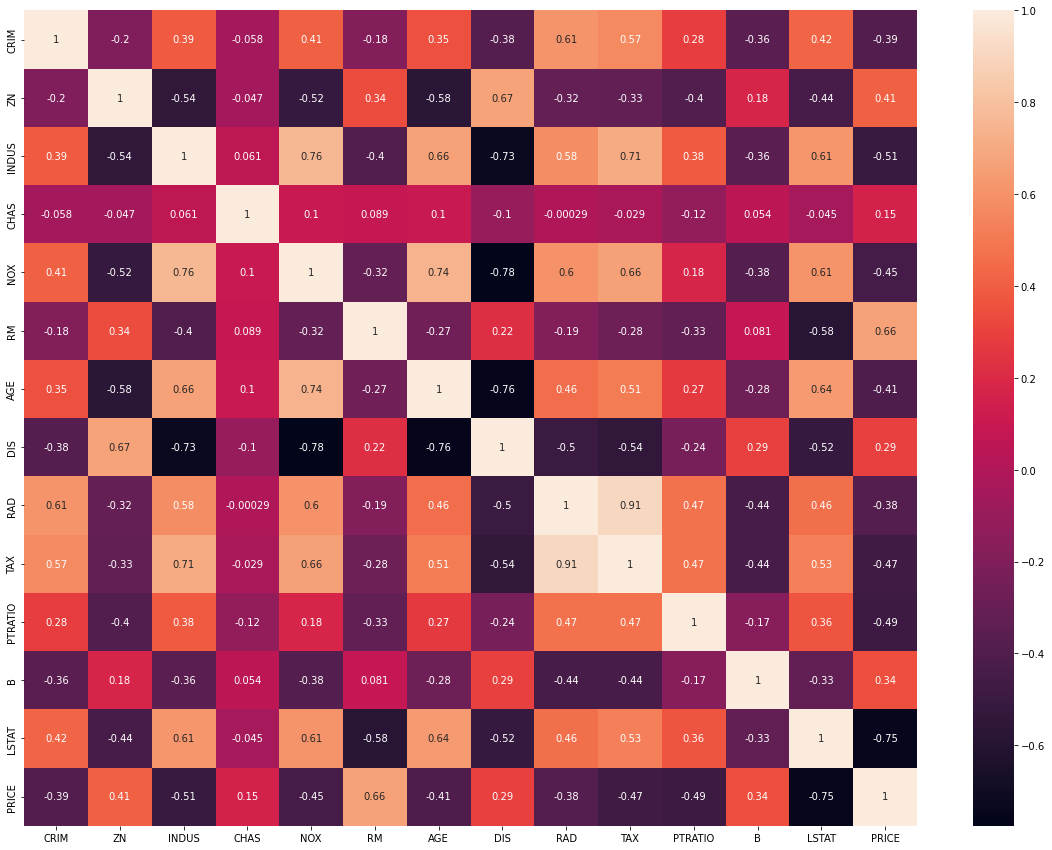 CRIM 1 -0.2 0.39 -0.058 0.41 -0.18 0.35 -0.38 0.61 0.57 0.28 -0.36 0.42 -0.39
ZN -0.2 1 -0.54 -0.047 -0.52 0.34 -0.58 0.67 -0.32 -0.33 -0.4 0.18 -0.44 0.41
INDUS 0.39 -0.54 1 0.061 0.76 -0.4 0.66 -0.73 0.58 0.71 0.38 -0.36 0.61 -0.51
CHAS -0.058 -0.047 0.061 1 0.1 0.089 0.1 -0.1 -0.00029 -0.029 -0.12 0.054 -0.045 0.15
NOX 0.41 -0.52 0.76 0.1 1 -0.32 0.74 -0.78 0.6 0.66 0.18 -0.38 0.61 -0.45
RM -0.18 0.34 -0.4 0.089 -0.32 1 -0.27 0.22 -0.19 -0.28 -0.33 0.081 -0.58 0.66
AGE 0.35 -0.58 0.66 0.1 0.74 -0.27 1 -0.76 0.46 0.51 0.27 -0.28 0.64 -0.41
DIS -0.38 0.67 -0.73 -0.1 -0.78 0.22 -0.76 1 -0.5 -0.54 -0.24 0.29 -0.52 0.29
RAD 0.61 -0.32 0.58 -0.00029 0.6 -0.19 0.46 -0.5 1 0.91 0.47 -0.44 0.46 -0.38
TAX 0.57 -0.33 0.71 -0.029 0.66 -0.28 0.51 -0.54 0.91 1 0.47 -0.44 0.53 -0.47
PTRATIO 0.28 -0.4 0.38 -0.12 0.18 -0.33 0.27 -0.24 0.47 0.47 1 -0.17 0.36 -0.49
B -0.36 0.18 -0.36 0.054 -0.38 0.081 -0.28 0.29 -0.44 -0.44 -0.17 1 -0.33 0.34
LSTAT 0.42 -0.44 0.61 -0.045 0.61 -0.58 0.64 -0.52 0.46 0.53 0.36 -0.33 1 -0.75
PRICE -0.39 0.41 -0.51 0.15 -0.45 0.66 -0.41 0.29 -0.38 -0.47 -0.49 0.34 -0.75 1
CRIM ZN INDUS CHAS NOX RM AGE DIS RAD TAX PTRATIO B LSTAT PRICE
1.0
0.8
0.6
0.4
0.2
0.0
−0.2
−0.4
−0.6